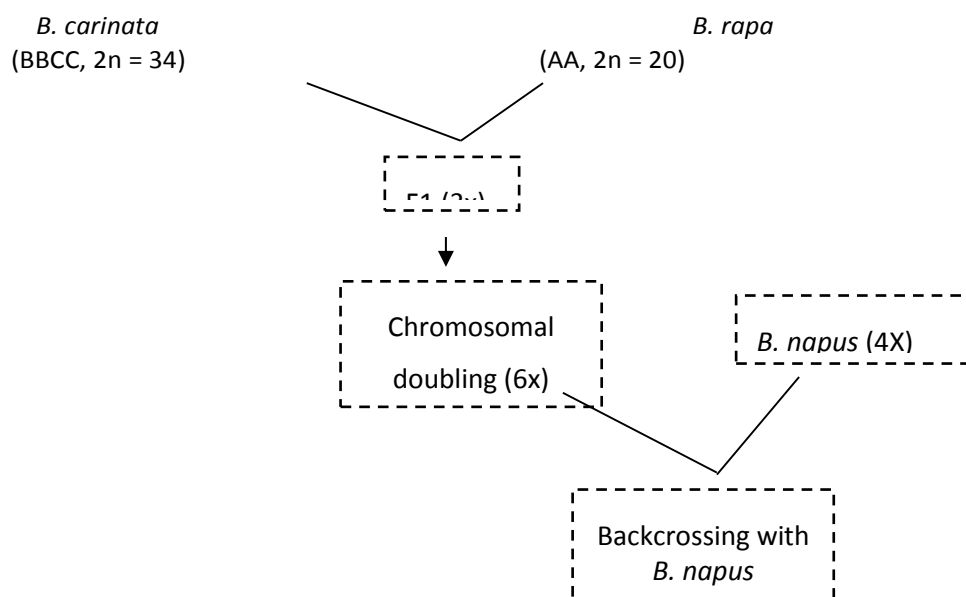 B. carinata
(BBCC, 2n = 34)
B. rapa
(AA, 2n = 20)
Chromosomal
doubling (6x)
B. napus (4X)
Backcrossing with
B. napus